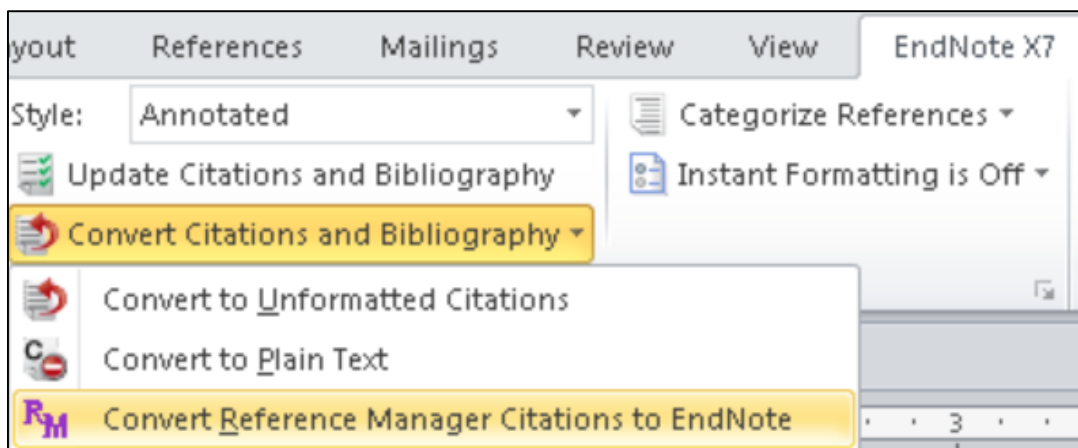 yout References Mailings Review View EndNote X7
Style: Annotated Categorize References
Update Citations and Bibliography Instant Formatting is Off
Convert Citations and Bibliography
Convert to Unformatted Citations
C Convert to Plain Text
RM Convert Reference Manager Citations to EndNote
3